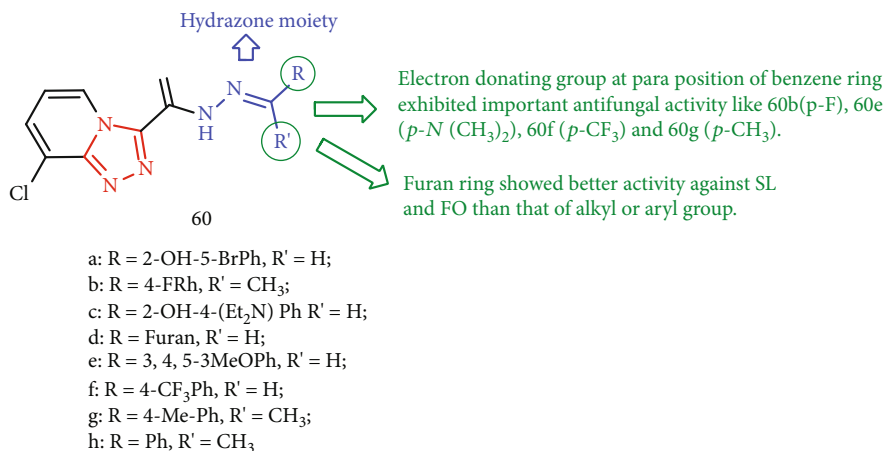 Hydrazone moiety
R
N
N
H
R'
N
N
N
Cl
60
Electron donating group at para position of benzene ring
exhibited important antifungal activity like 60b(p-F), 60e
(p-N (CH₃)₂), 60f (p-CF₃) and 60g (p-CH₃).
Furan ring showed better activity against SL
and FO than that of alkyl or aryl group.
a: R = 2-OH-5-BrPh, R' = H;
b: R = 4-FRh, R' = CH₃;
c: R = 2-OH-4-(Et₂N) Ph R' = H;
d: R = Furan, R' = H;
e: R = 3, 4, 5-3MeOPh, R' = H;
f: R = 4-CF₃Ph, R' = H;
g: R = 4-Me-Ph, R' = CH₃;
h: R = Ph, R' = CH₃